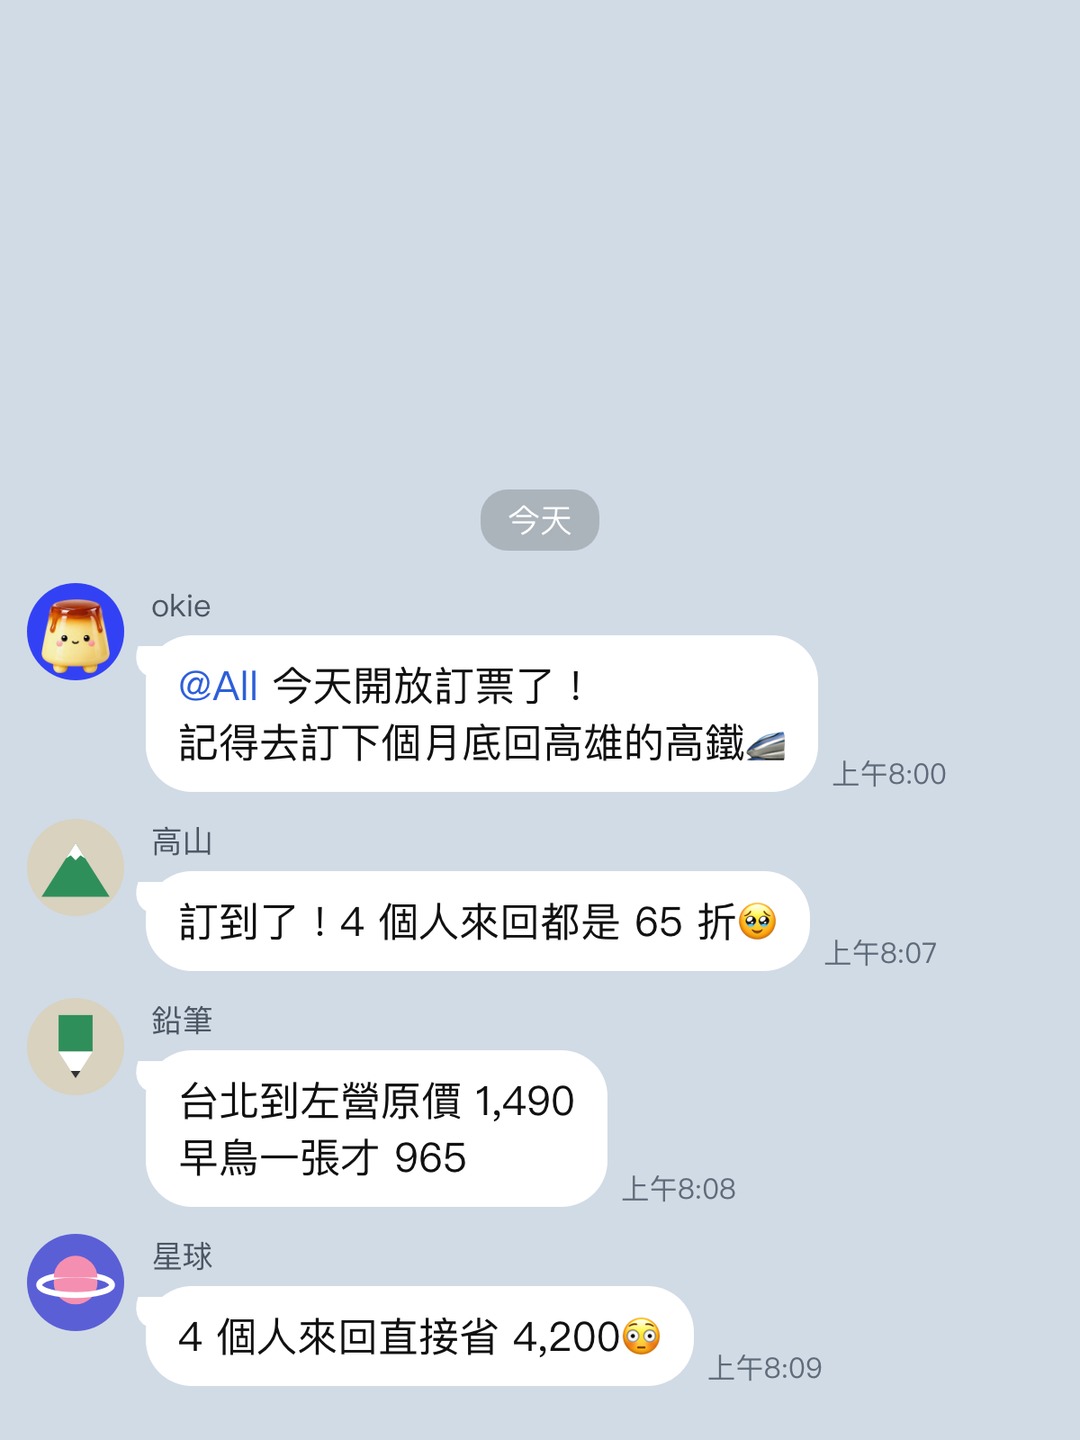 今天
okie
@All 今天開放訂票了！
記得去訂下個月底回高雄的高鐵🚄
上午8:00
高山
訂到了！4 個人來回都是 65 折🥹
上午8:07
鉛筆
台北到左營原價 1,490
早鳥一張才 965
上午8:08
星球
4 個人來回直接省 4,200😳
上午8:09